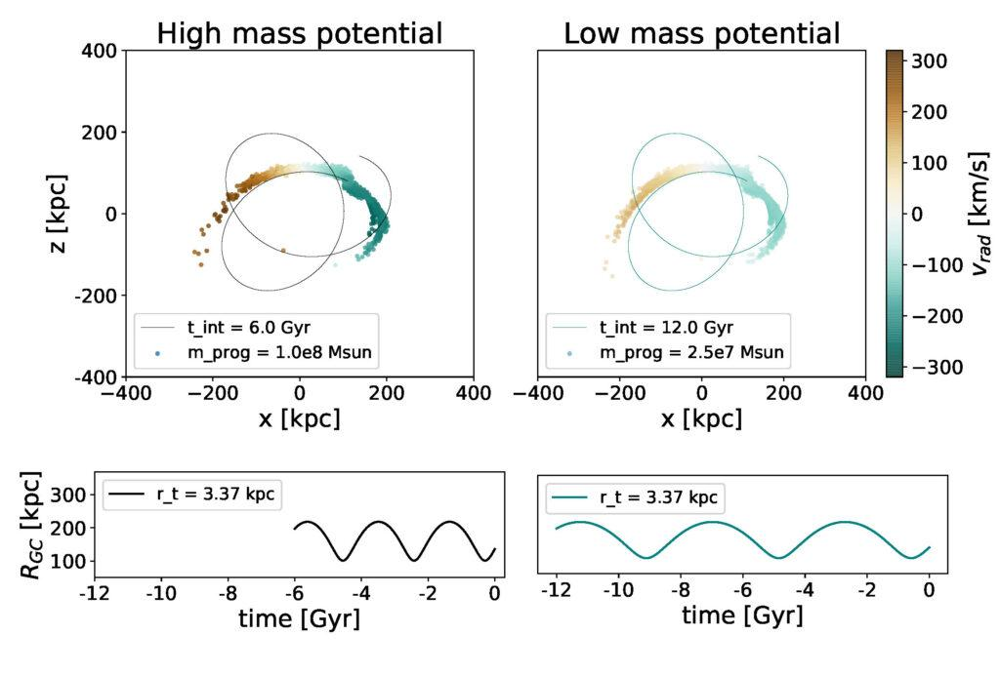 High mass potential
Low mass potential
400
200
0
-200
-400
z [kpc]
−400
−200
0
200
400
x [kpc]
t_int = 6.0 Gyr
m_prog = 1.0e8 Msun
−400
−200
0
200
400
x [kpc]
t_int = 12.0 Gyr
m_prog = 2.5e7 Msun
300
200
100
0
−100
−200
−300
v_rad [km/s]
R_GC [kpc]
300
200
100
r_t = 3.37 kpc
-12
-10
-8
-6
-4
-2
0
time [Gyr]
r_t = 3.37 kpc
-12
-10
-8
-6
-4
-2
0
time [Gyr]